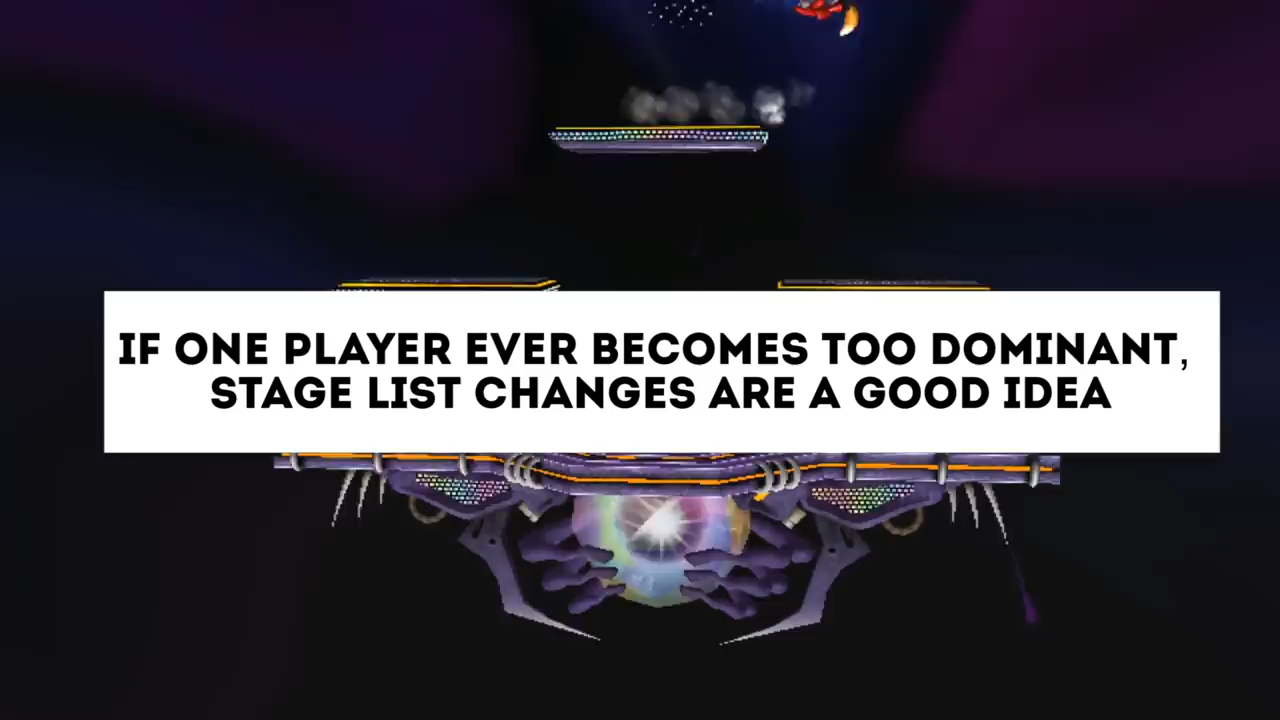 IF ONE PLAYER EVER BECOMES TOO DOMINANT,
STAGE LIST CHANGES ARE A GOOD IDEA